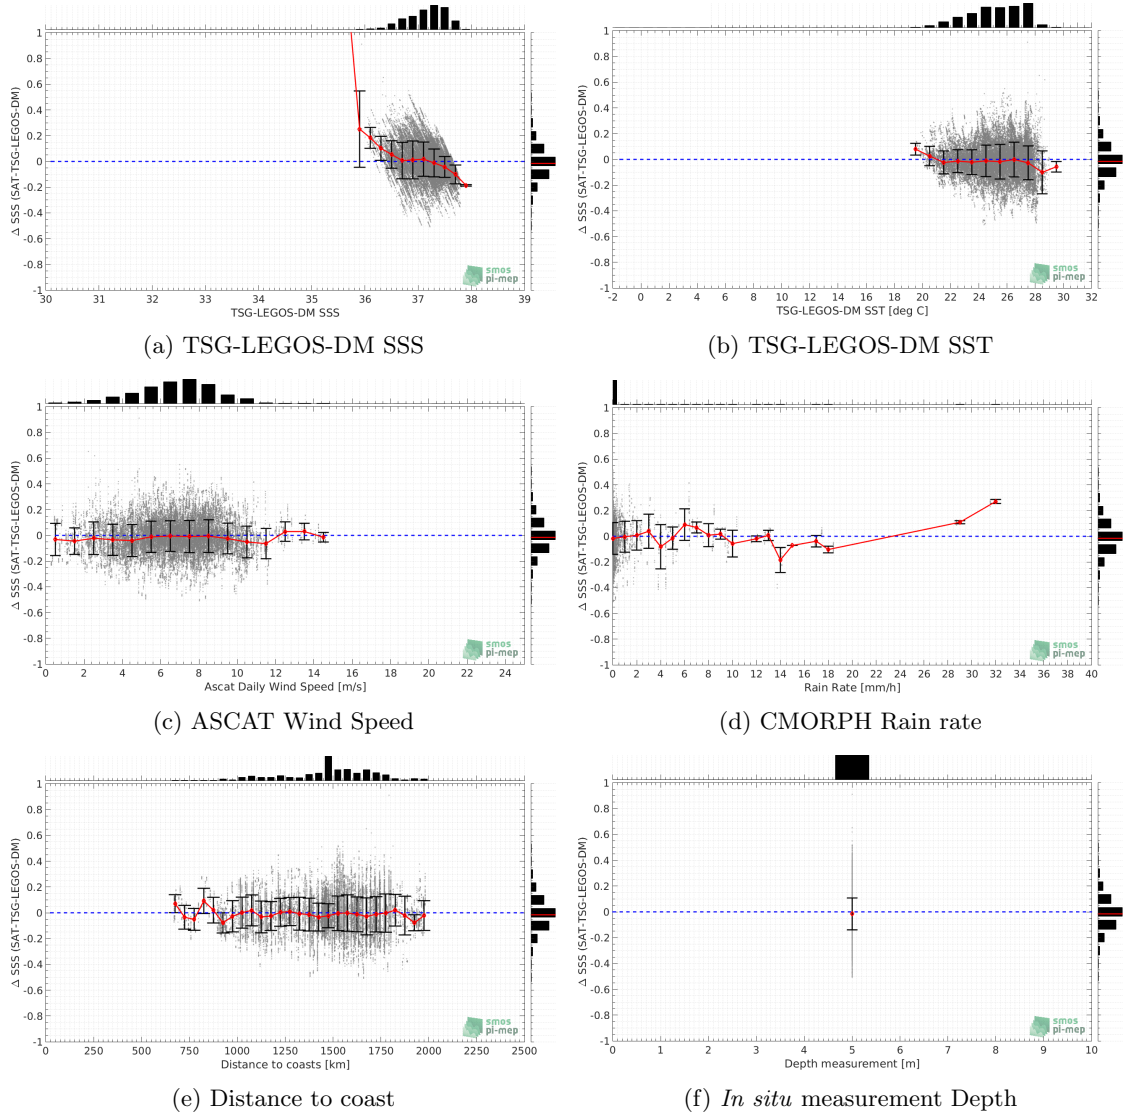 1
0.8
0.6
0.4
0.2
0
-0.2
-0.4
-0.6
-0.8
-1
Δ SSS (SAT-TSG-LEGOS-DM)
30 31 32 33 34 35 36 37 38 39
TSG-LEGOS-DM SSS
smos
pi-mep
(a) TSG-LEGOS-DM SSS
1
0.8
0.6
0.4
0.2
0
-0.2
-0.4
-0.6
-0.8
-1
Δ SSS (SAT-TSG-LEGOS-DM)
-2 0 2 4 6 8 10 12 14 16 18 20 22 24 26 28 30 32
TSG-LEGOS-DM SST [deg C]
smos
pi-mep
(b) TSG-LEGOS-DM SST
1
0.8
0.6
0.4
0.2
0
-0.2
-0.4
-0.6
-0.8
-1
Δ SSS (SAT-TSG-LEGOS-DM)
0 2 4 6 8 10 12 14 16 18 20 22 24
Ascat Daily Wind Speed [m/s]
smos
pi-mep
(c) ASCAT Wind Speed
1
0.8
0.6
0.4
0.2
0
-0.2
-0.4
-0.6
-0.8
-1
Δ SSS (SAT-TSG-LEGOS-DM)
0 2 4 6 8 10 12 14 16 18 20 22 24 26 28 30 32 34 36 38 40
Rain Rate [mm/h]
smos
pi-mep
(d) CMORPH Rain rate
1
0.8
0.6
0.4
0.2
0
-0.2
-0.4
-0.6
-0.8
-1
Δ SSS (SAT-TSG-LEGOS-DM)
0 250 500 750 1000 1250 1500 1750 2000 2250 2500
Distance to coasts [km]
smos
pi-mep
(e) Distance to coast
1
0.8
0.6
0.4
0.2
0
-0.2
-0.4
-0.6
-0.8
-1
Δ SSS (SAT-TSG-LEGOS-DM)
0 1 2 3 4 5 6 7 8 9 10
Depth measurement [m]
smos
pi-mep
(f) In situ measurement Depth